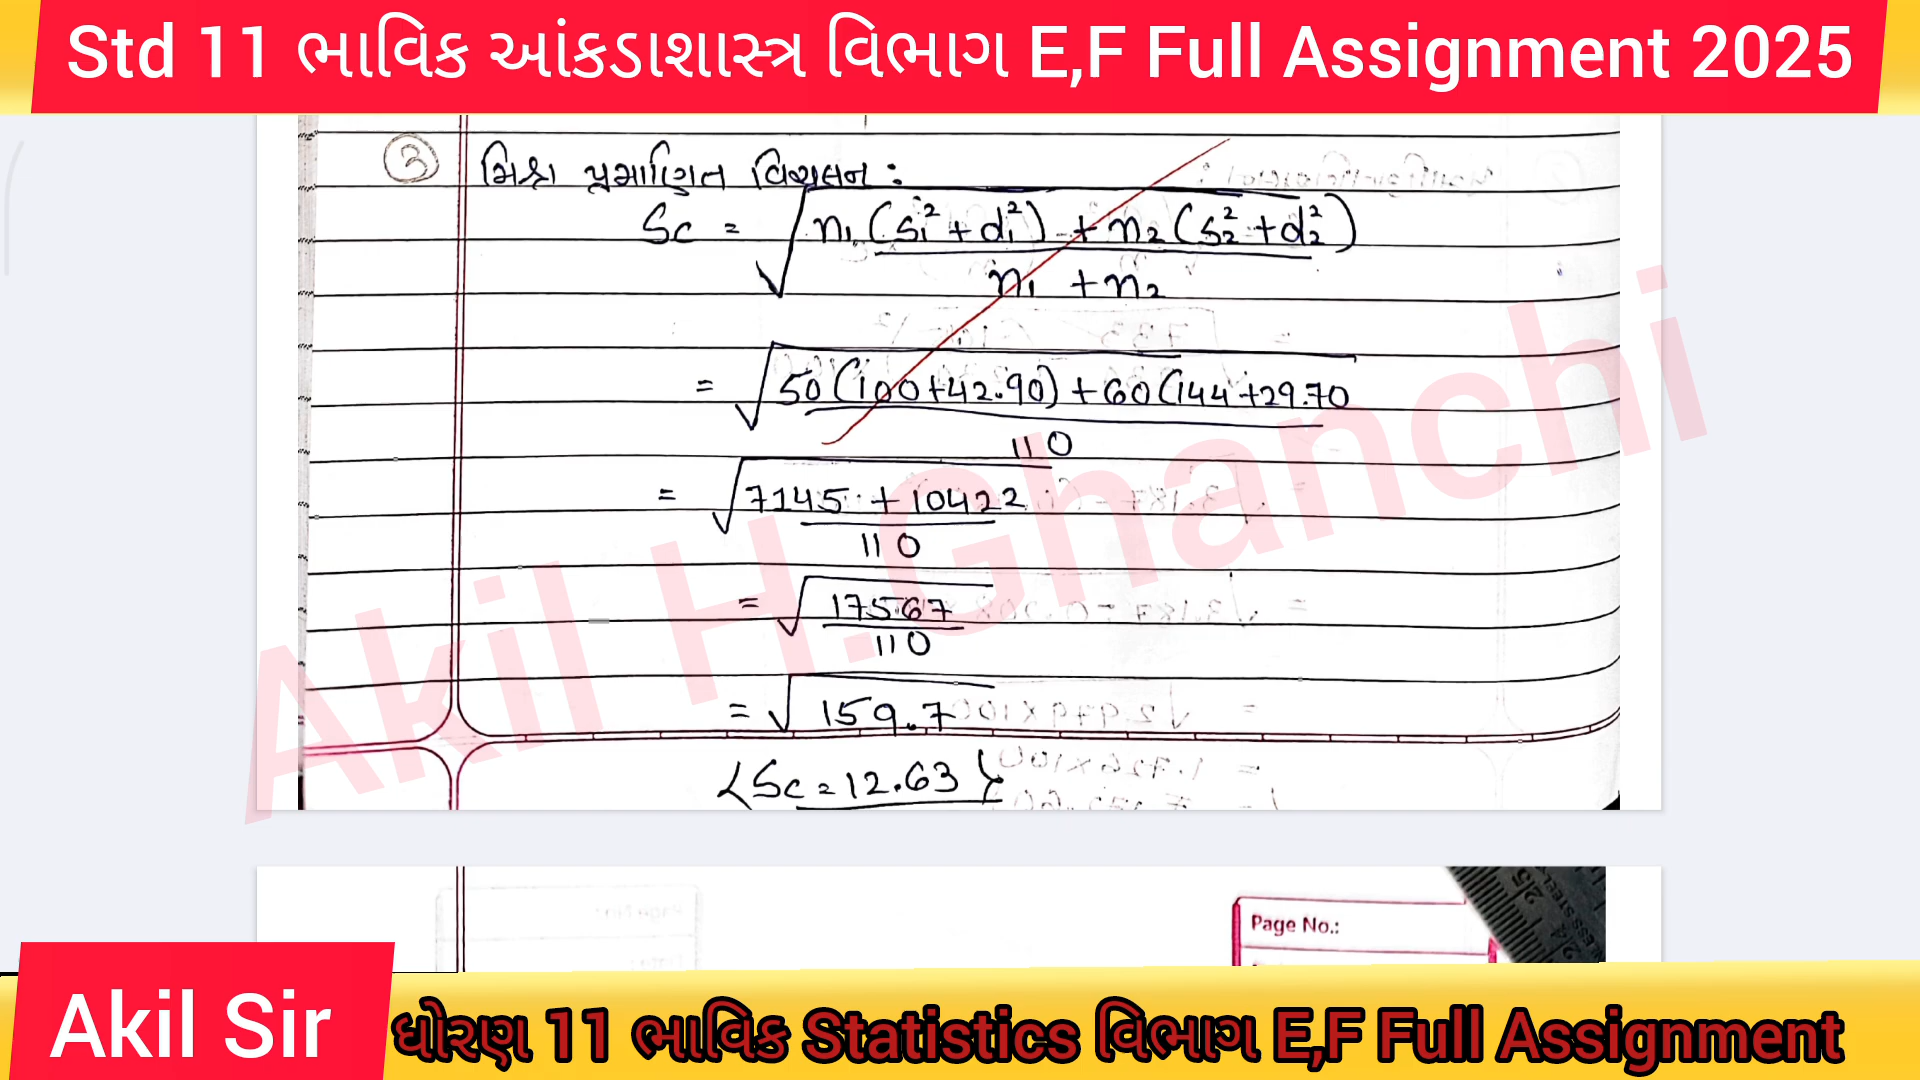 Std 11 ભાવિક આંકડાશાસ્ત્ર વિભાગ E,F Full Assignment 2025
③ મિશ્ર પ્રમાણિત વિચલન :
Sc = √ n₁ (s₁² + d₁²) + n₂ (s₂² + d₂²)
n₁ + n₂
= √ 50 (100+42.90) + 60 (144+29.70
110
= √ 7145 + 10422
110
= √ 17567
110
= √ 159.7
Sc = 12.63
Akil H.Ghanchi
Page No.:
Akil Sir
ધોરણ 11 ભાવિક Statistics વિભાગ E,F Full Assignment